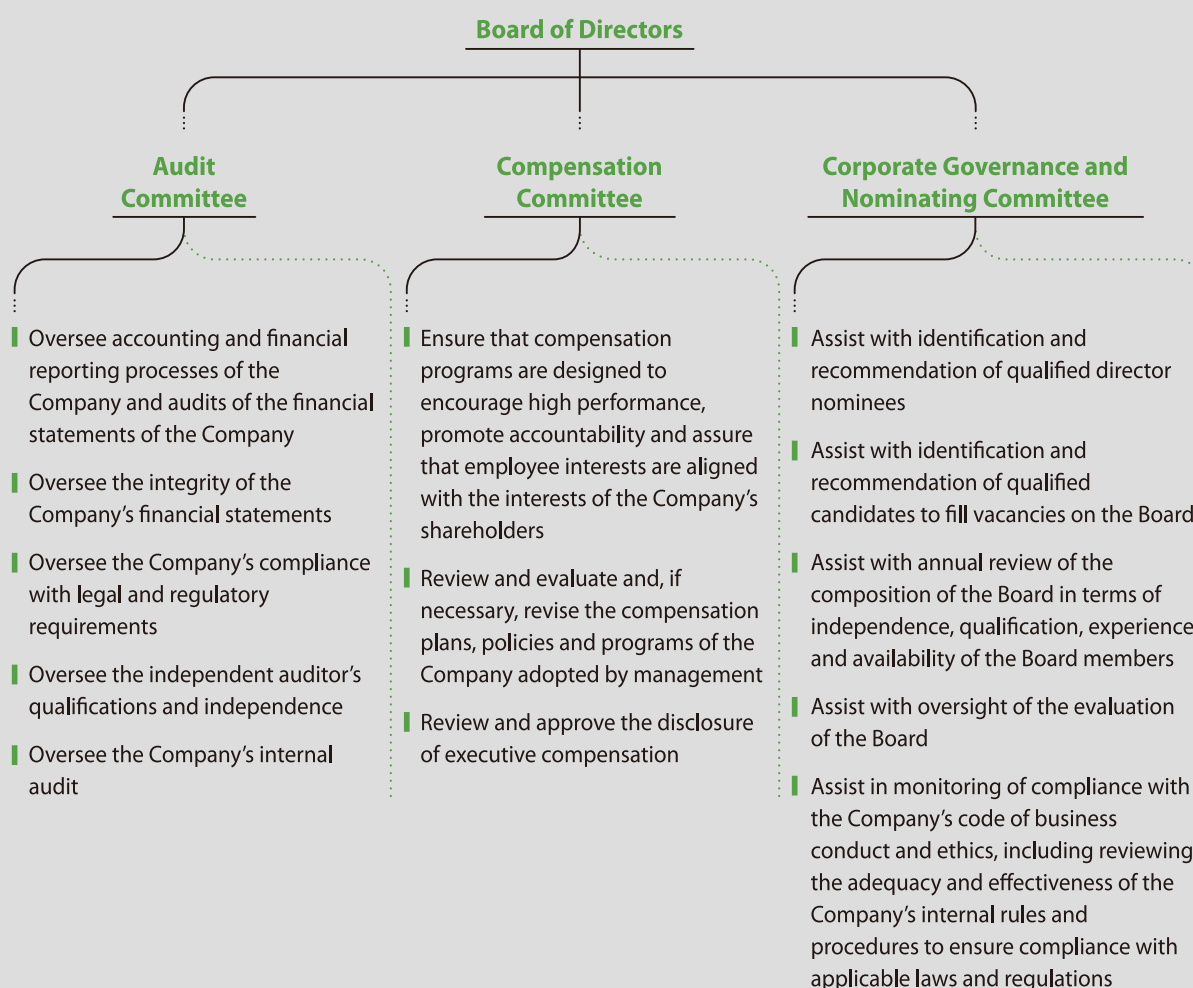 Board of Directors
Audit
Committee
Oversee accounting and financial
reporting processes of the
Company and audits of the financial
statements of the Company
Oversee the integrity of the
Company's financial statements
Oversee the Company's compliance
with legal and regulatory
requirements
Oversee the independent auditor's
qualifications and independence
Oversee the Company's internal
audit
Compensation
Committee
Ensure that compensation
programs are designed to
encourage high performance,
promote accountability and assure
that employee interests are aligned
with the interests of the Company's
shareholders
Review and evaluate and, if
necessary, revise the compensation
plans, policies and programs of the
Company adopted by management
Review and approve the disclosure
of executive compensation
Corporate Governance and
Nominating Committee
Assist with identification and
recommendation of qualified director
nominees
Assist with identification and
recommendation of qualified
candidates to fill vacancies on the Board
Assist with annual review of the
composition of the Board in terms of
independence, qualification, experience
and availability of the Board members
Assist with oversight of the evaluation
of the Board
Assist in monitoring of compliance with
the Company's code of business
conduct and ethics, including reviewing
the adequacy and effectiveness of the
Company's internal rules and
procedures to ensure compliance with
applicable laws and regulations